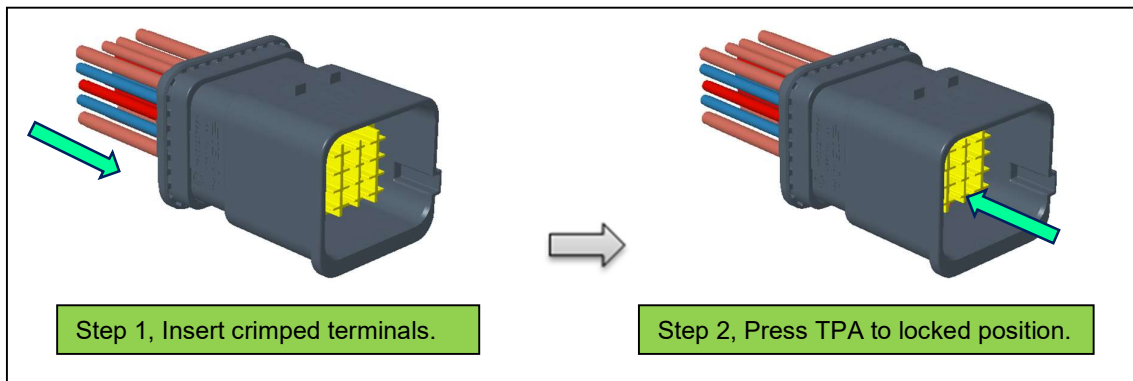 Step 1, Insert crimped terminals.
Step 2, Press TPA to locked position.